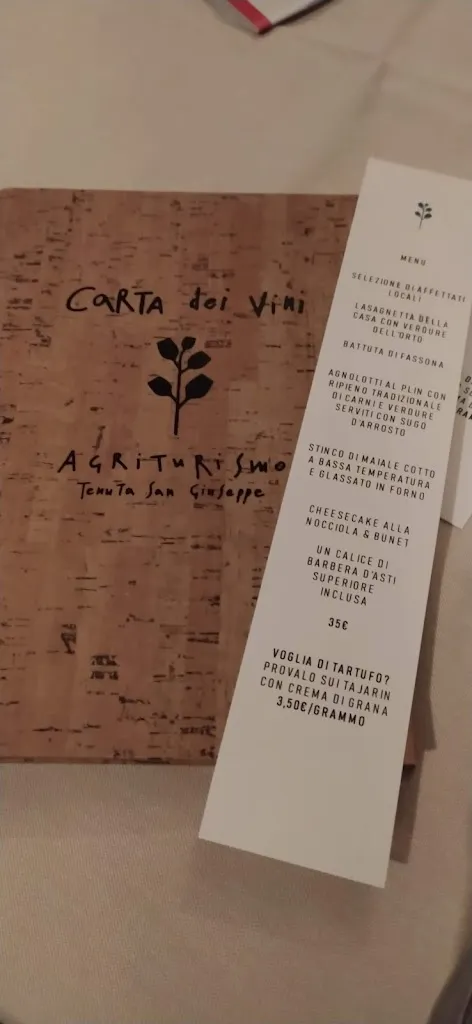 CARTA dei Vini
AGRITURISMO
Tenuta San Giuseppe
MENU
SELEZIONE DI AFFETTATI
LOCALI
LASAGNETTA DELLA
CASA CON VERDURE
DELL'ORTO
BATTUTA DI FASSONA
AGNOLOTTI AL PLIN CON
RIPIENO TRADIZIONALE
DI CARNI E VERDURE
SERVITI CON SUGO
D'ARROSTO
STINCO DI MAIALE COTTO
A BASSA TEMPERATURA
E GLASSATO IN FORNO
CHEESECAKE ALLA
NOCCIOLA & BUNET
UN CALICE DI
BARBERA D'ASTI
SUPERIORE
INCLUSA
35€
VOGLIA DI TARTUFO?
PROVALO SUI TAJARIN
CON CREMA DI GRANA
3,50€/GRAMMO